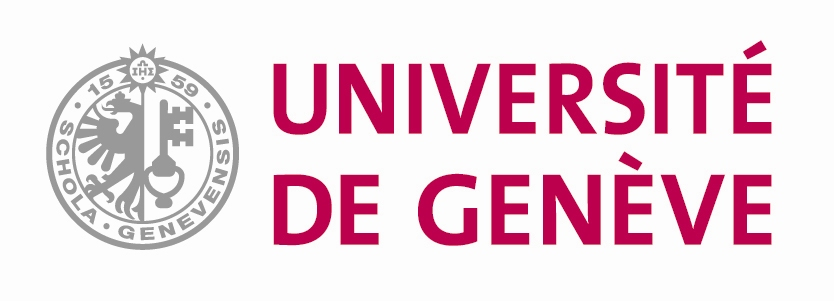 IHS
15 59
SCHOLA GENEVENSIS
UNIVERSITÉ
DE GENÈVE